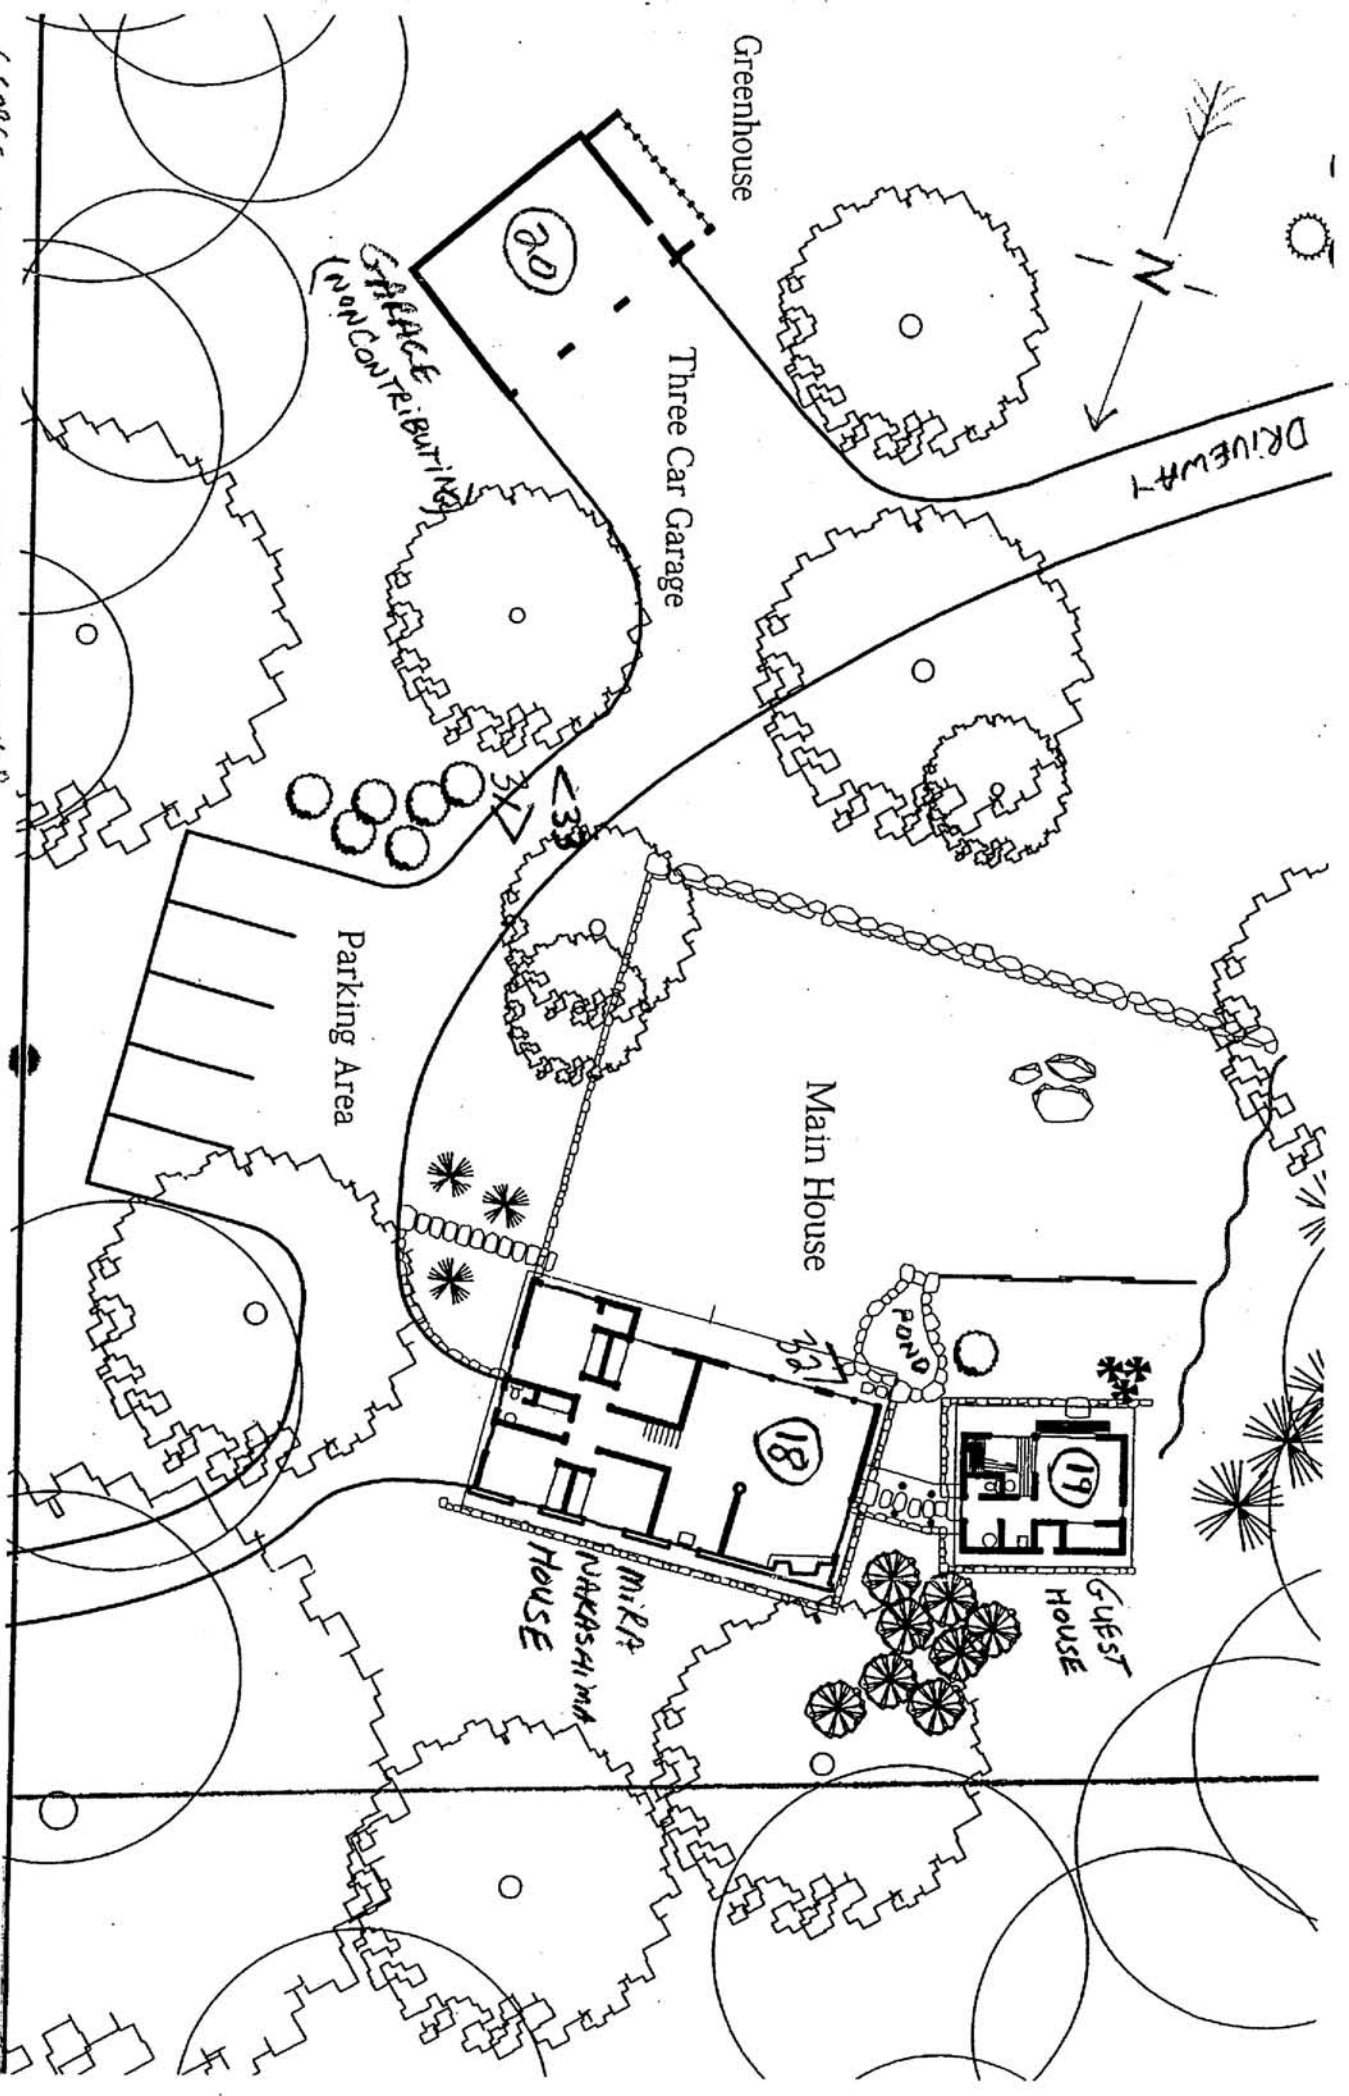 Greenhouse
N
DRIVEWAY
20
Three Car Garage
GARAGE
(NONCONTRIBUTING)
31
33
Parking Area
Main House
POND
32
18
19
MIRA
NAKASHIMA
HOUSE
GUEST
HOUSE